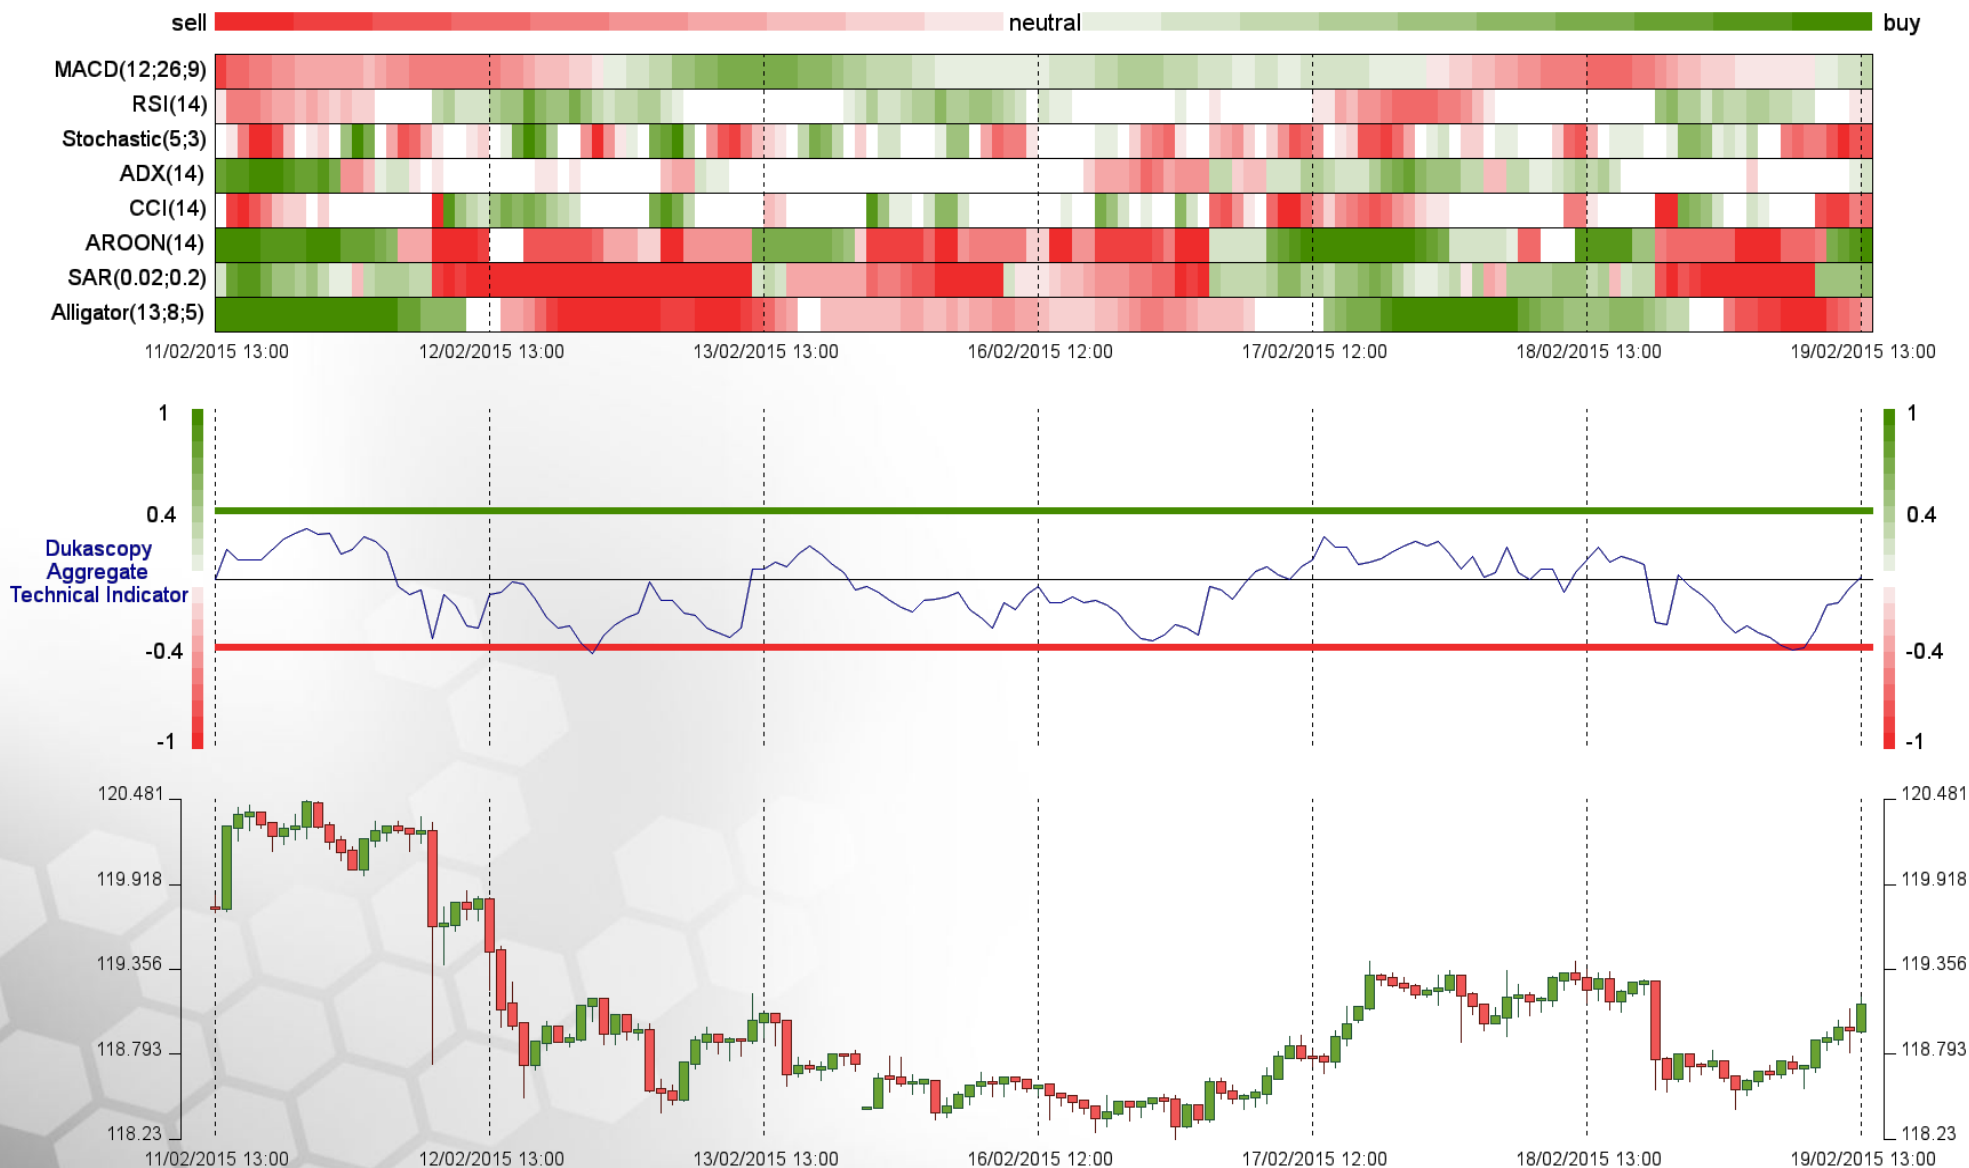 sell neutral buy
MACD(12;26;9)
RSI(14)
Stochastic(5;3)
ADX(14)
CCI(14)
AROON(14)
SAR(0.02;0.2)
Alligator(13;8;5)
11/02/2015 13:00 12/02/2015 13:00 13/02/2015 13:00 16/02/2015 12:00 17/02/2015 12:00 18/02/2015 13:00 19/02/2015 13:00
1 1
0.4 0.4
Dukascopy
Aggregate
Technical Indicator
-0.4 -0.4
-1 -1
120.481 120.481
119.918 119.918
119.356 119.356
118.793 118.793
118.23 118.23
11/02/2015 13:00 12/02/2015 13:00 13/02/2015 13:00 16/02/2015 12:00 17/02/2015 12:00 18/02/2015 13:00 19/02/2015 13:00